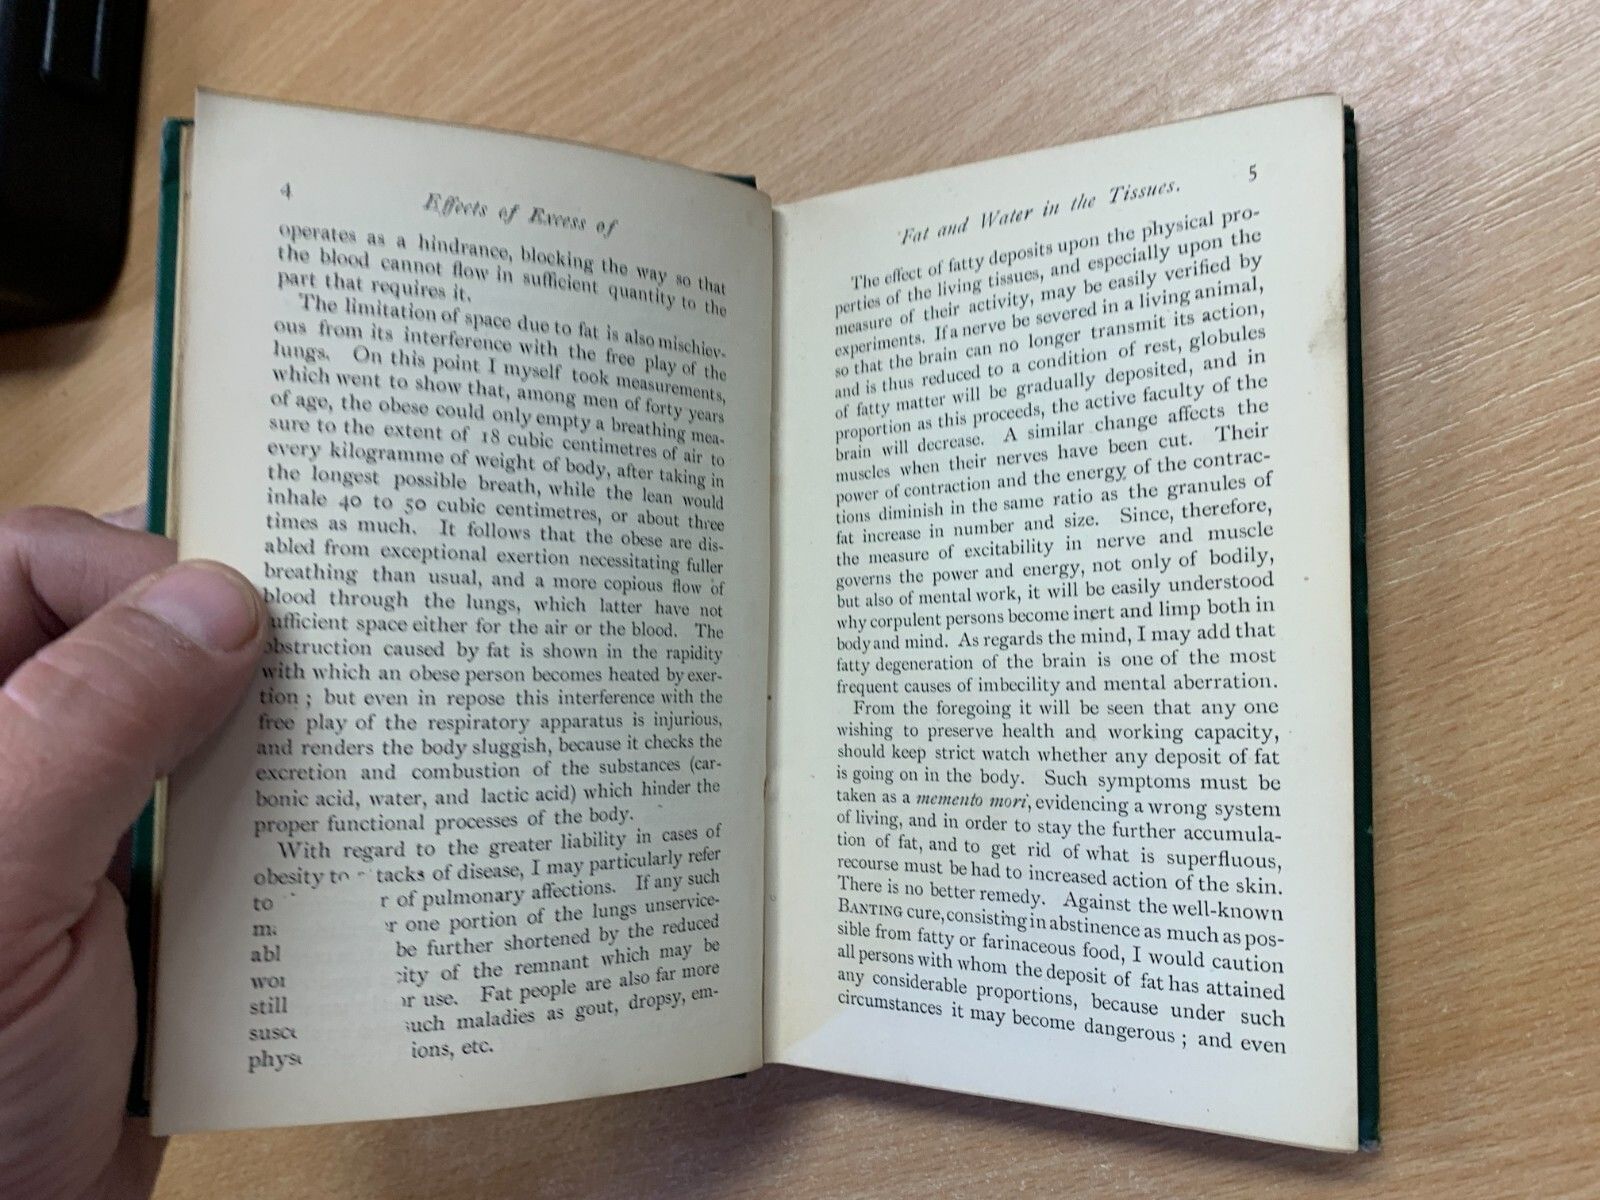 4
Effects of Excess of
operates as a hindrance, blocking the way so that
the blood cannot flow in sufficient quantity to the
part that requires it.
The limitation of space due to fat is also mischiev-
ous from its interference with the free play of the
lungs. On this point I myself took measurements,
which went to show that, among men of forty years
of age, the obese could only empty a breathing mea-
sure to the extent of 18 cubic centimetres of air to
every kilogramme of weight of body, after taking in
the longest possible breath, while the lean would
inhale 40 to 50 cubic centimetres, or about three
times as much. It follows that the obese are dis-
abled from exceptional exertion necessitating fuller
breathing than usual, and a more copious flow of
blood through the lungs, which latter have not
sufficient space either for the air or the blood. The
obstruction caused by fat is shown in the rapidity
with which an obese person becomes heated by exer-
tion; but even in repose this interference with the
free play of the respiratory apparatus is injurious,
and renders the body sluggish, because it checks the
excretion and combustion of the substances (car-
bonic acid, water, and lactic acid) which hinder the
proper functional processes of the body.
With regard to the greater liability in cases of
obesity to tacks of disease, I may particularly refer
to r of pulmonary affections. If any such
one portion of the lungs unservice-
abl be further shortened by the reduced
city of the remnant which may be
still use. Fat people are also far more
such maladies as gout, dropsy, em-
ions, etc.
5
Fat and Water in the Tissues.
The effect of fatty deposits upon the physical pro-
perties of the living tissues, and especially upon the
measure of their activity, may be easily verified by
experiments. If a nerve be severed in a living animal,
so that the brain can no longer transmit its action,
and is thus reduced to a condition of rest, globules
of fatty matter will be gradually deposited, and in
proportion as this proceeds, the active faculty of the
brain will decrease. A similar change affects the
muscles when their nerves have been cut. Their
power of contraction and the energy of the contrac-
tions diminish in the same ratio as the granules of
fat increase in number and size. Since, therefore,
the measure of excitability in nerve and muscle
governs the power and energy, not only of bodily,
but also of mental work, it will be easily understood
why corpulent persons become inert and limp both in
body and mind. As regards the mind, I may add that
fatty degeneration of the brain is one of the most
frequent causes of imbecility and mental aberration.
From the foregoing it will be seen that any one
wishing to preserve health and working capacity,
should keep strict watch whether any deposit of fat
is going on in the body. Such symptoms must be
taken as a memento mori, evidencing a wrong system
of living, and in order to stay the further accumula-
tion of fat, and to get rid of what is superfluous,
recourse must be had to increased action of the skin.
There is no better remedy. Against the well-known
BANTING cure, consisting in abstinence as much as pos-
sible from fatty or farinaceous food, I would caution
all persons with whom the deposit of fat has attained
any considerable proportions, because under such
circumstances it may become dangerous; and even